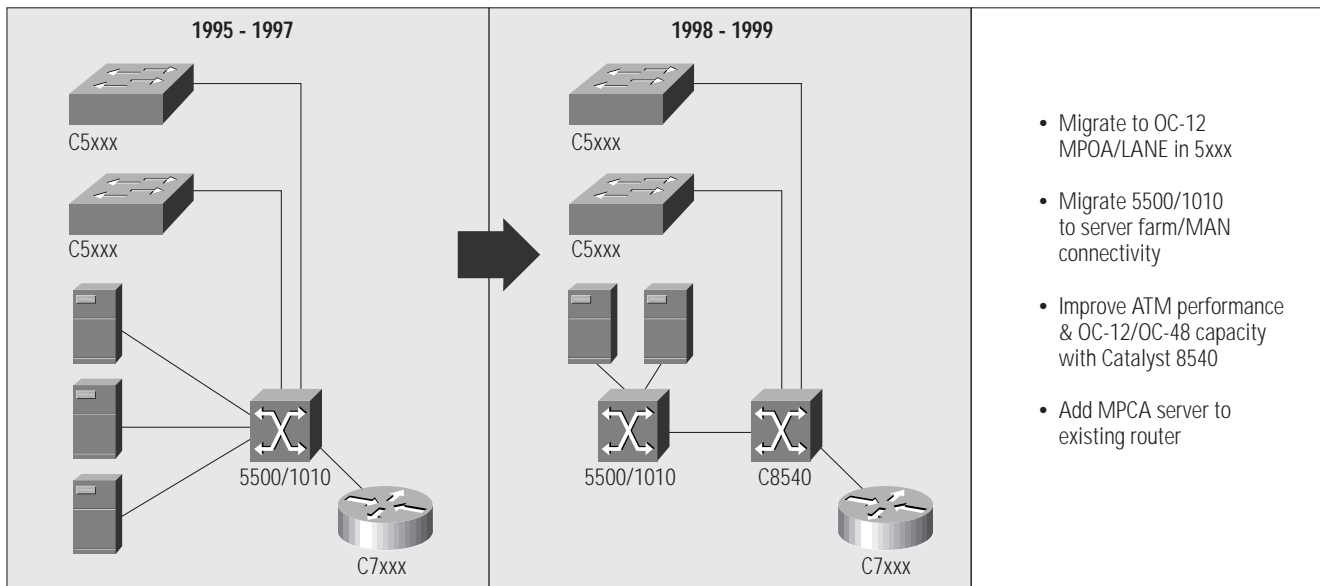 1995 - 1997
C5xxx
C5xxx
5500/1010
C7xxx
1998 - 1999
C5xxx
C5xxx
5500/1010
C8540
C7xxx
• Migrate to OC-12
MPOA/LANE in 5xxx
• Migrate 5500/1010
to server farm/MAN
connectivity
• Improve ATM performance
& OC-12/OC-48 capacity
with Catalyst 8540
• Add MPCA server to
existing router